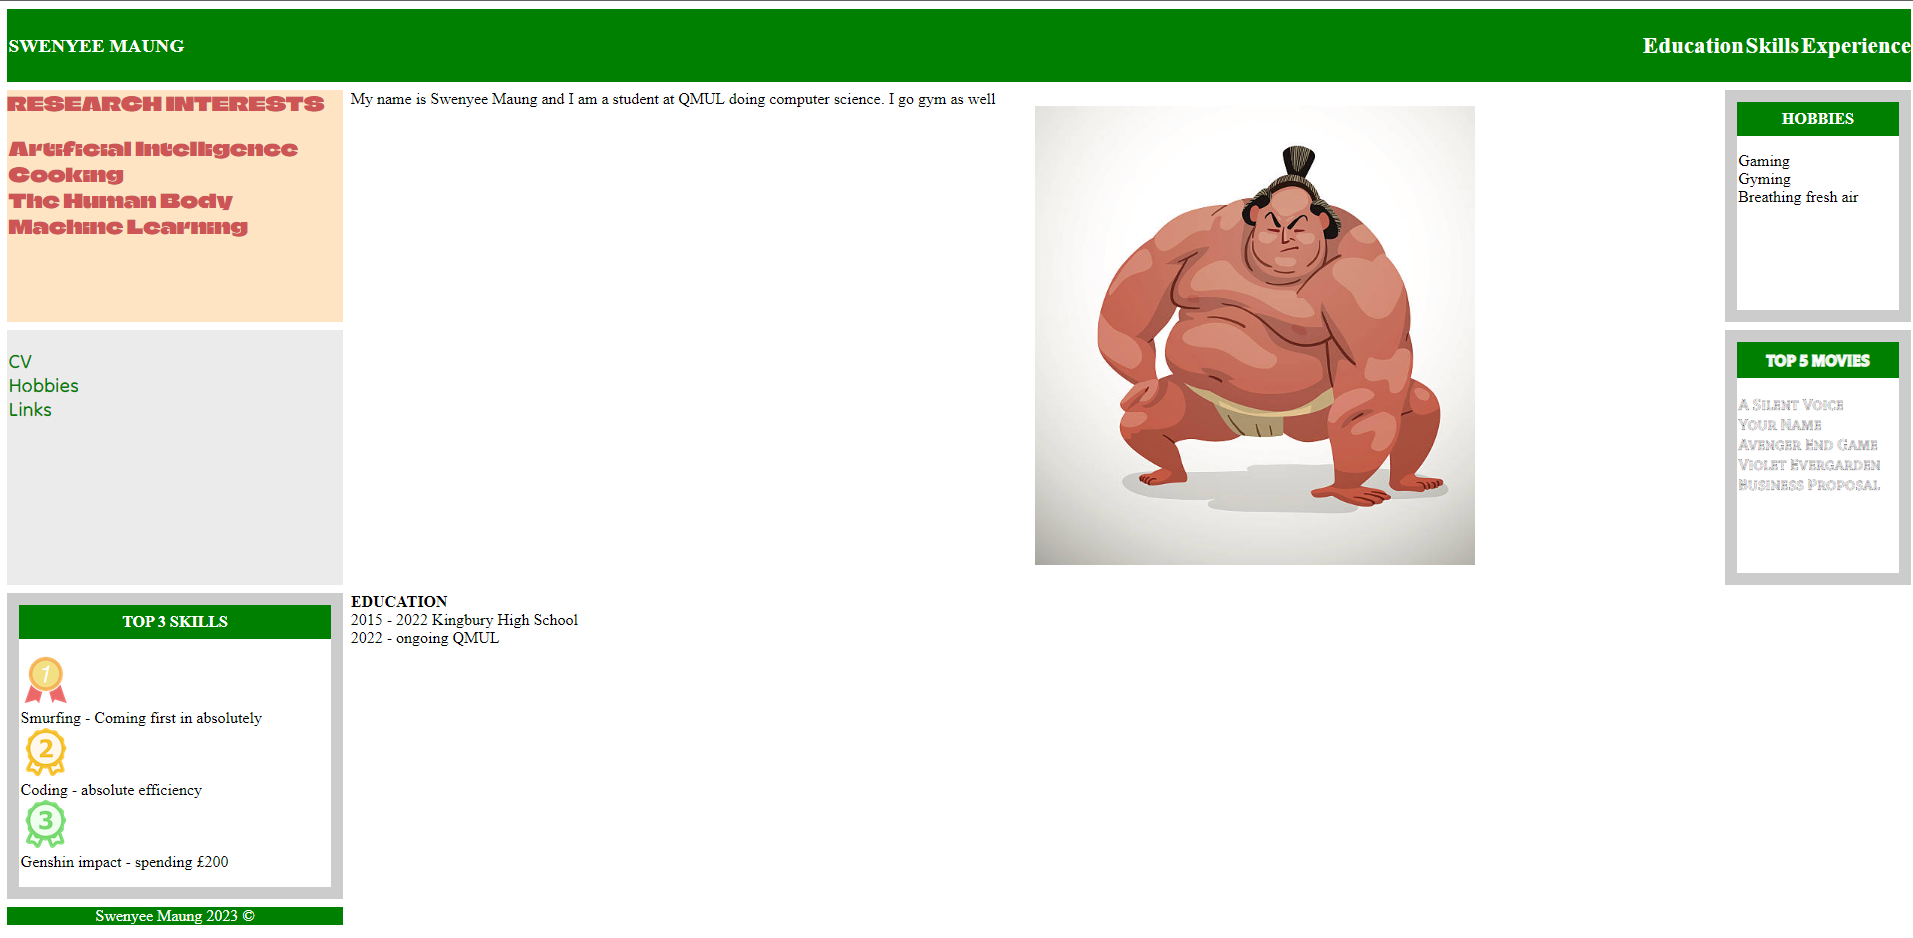 SWENYEE MAUNG
Education Skills Experience
RESEARCH INTERESTS
Artificial Intelligence
Cooking
The Human Body
Machine Learning
CV
Hobbies
Links
My name is Swenyee Maung and I am a student at QMUL doing computer science. I go gym as well
HOBBIES
Gaming
Gyming
Breathing fresh air
TOP 5 MOVIES
A Silent Voice
Your Name
Avenger End Game
Violet Evergarden
Business Proposal
TOP 3 SKILLS
1
Smurfing - Coming first in absolutely
2
Coding - absolute efficiency
3
Genshin impact - spending £200
EDUCATION
2015 - 2022 Kingbury High School
2022 - ongoing QMUL
Swenyee Maung 2023 ©